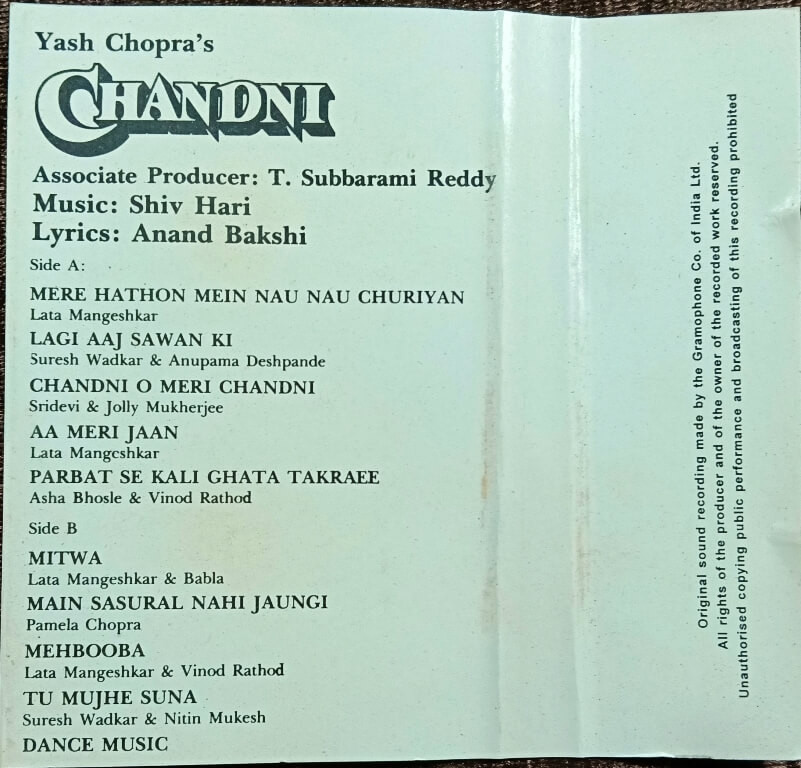 Yash Chopra's
CHANDNI
Associate Producer: T. Subbarami Reddy
Music: Shiv Hari
Lyrics: Anand Bakshi
Side A:
MERE HATHON MEIN NAU NAU CHURIYAN
Lata Mangeshkar
LAGI AAJ SAWAN KI
Suresh Wadkar & Anupama Deshpande
CHANDNI O MERI CHANDNI
Sridevi & Jolly Mukherjee
AA MERI JAAN
Lata Mangeshkar
PARBAT SE KALI GHATA TAKRAEE
Asha Bhosle & Vinod Rathod
Side B
MITWA
Lata Mangeshkar & Babla
MAIN SASURAL NAHI JAUNGI
Pamela Chopra
MEHBOOBA
Lata Mangeshkar & Vinod Rathod
TU MUJHE SUNA
Suresh Wadkar & Nitin Mukesh
DANCE MUSIC
Original sound recording made by the Gramophone Co. of India Ltd.
All rights of the producer and of the owner of the recorded work reserved.
Unauthorised copying public performance and broadcasting of this recording prohibited